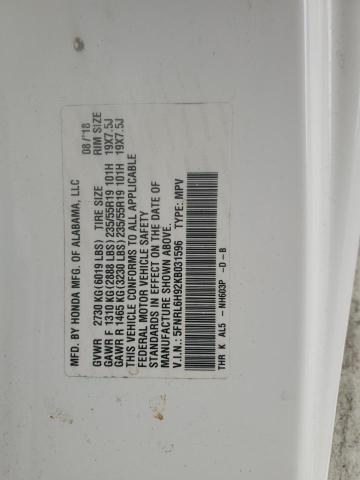 MFD. BY HONDA MFG. OF ALABAMA, LLC 08/'18
GVWR 2730 KG(6019 LBS) TIRE SIZE RIM SIZE
GAWR F 1310 KG(2888 LBS) 235/55R19 101H 19X7.5J
GAWR R 1465 KG(3230 LBS) 235/55R19 101H 19X7.5J
THIS VEHICLE CONFORMS TO ALL APPLICABLE
FEDERAL MOTOR VEHICLE SAFETY
STANDARDS IN EFFECT ON THE DATE OF
MANUFACTURE SHOWN ABOVE.
V.I.N.: 5FNRL6H92KB031596 TYPE: MPV
THR K AL5 - NH603P -D-B